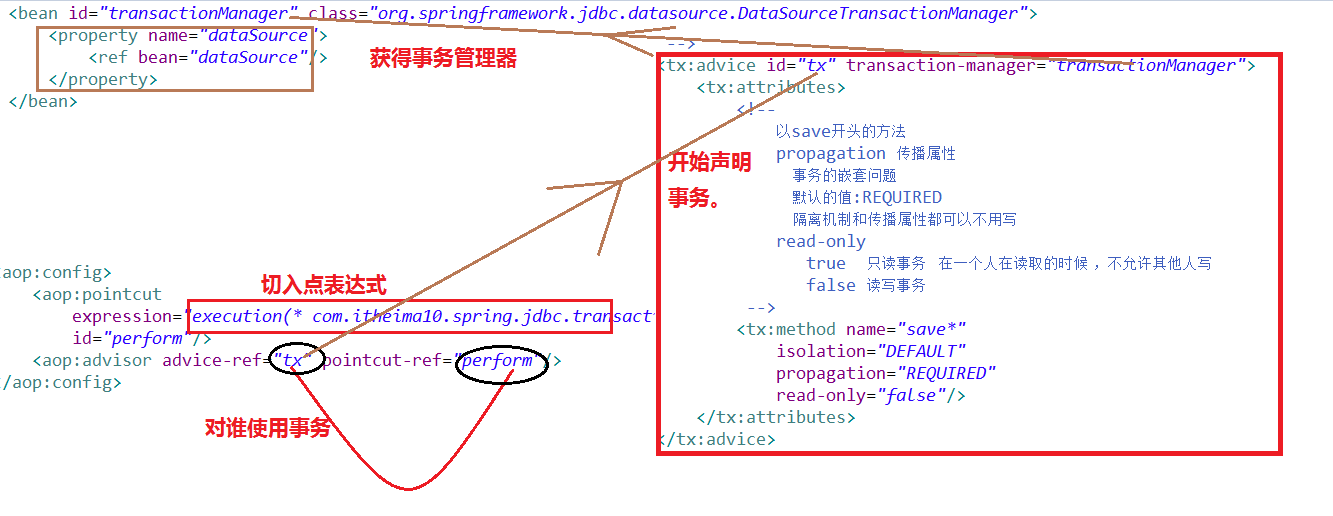 <bean id="transactionManager" class="org.springframework.jdbc.datasource.DataSourceTransactionManager">
<property name="dataSource">
<ref bean="dataSource"/>
</property>
</bean>
获得事务管理器
-->
<tx:advice id="tx" transaction-manager="transactionManager">
<tx:attributes>
<!--
以save开头的方法
propagation 传播属性
事务的嵌套问题
默认的值:REQUIRED
隔离机制和传播属性都可以不用写
read-only
true 只读事务 在一个人在读取的时候，不允许其他人写
false 读写事务
-->
<tx:method name="save*"
isolation="DEFAULT"
propagation="REQUIRED"
read-only="false"/>
</tx:attributes>
</tx:advice>
开始声明
事务。
切入点表达式
aop:config>
<aop:pointcut
expression="execution(* com.itheima10.spring.jdbc.transact
id="perform"/>
<aop:advisor advice-ref="tx" pointcut-ref="perform"/>
/aop:config>
对谁使用事务